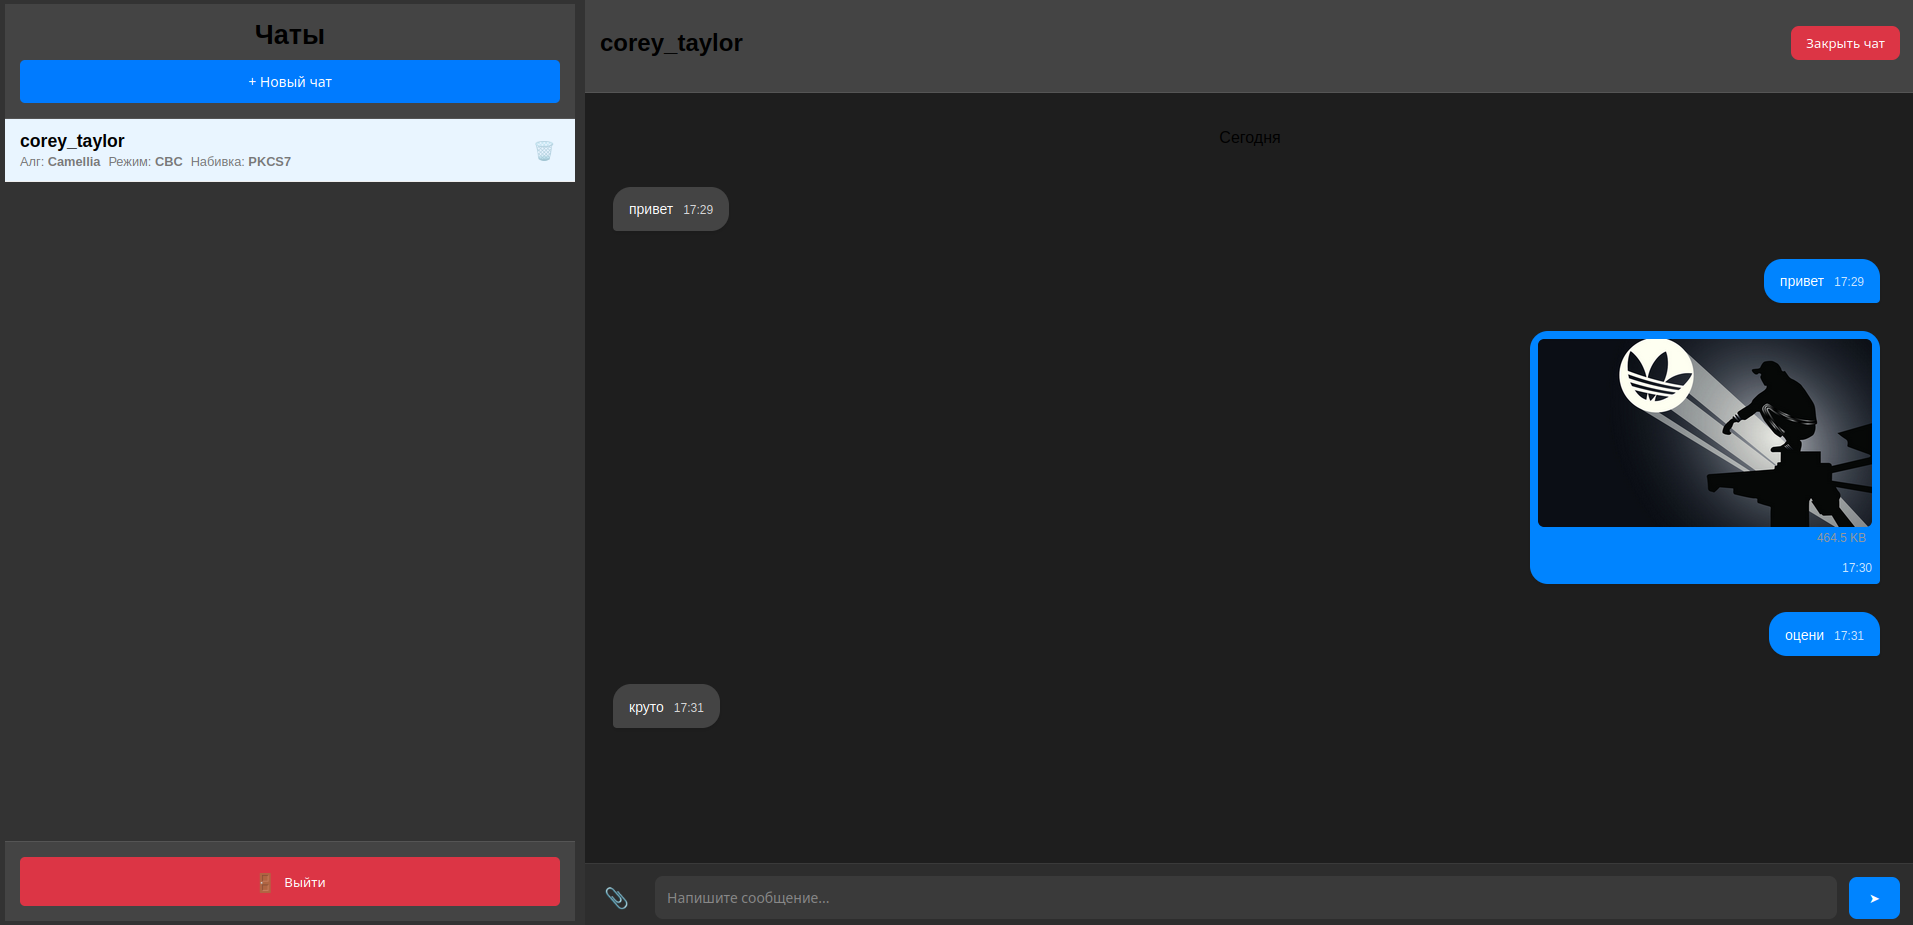 Чаты
+ Новый чат
corey_taylor
Алг: Camellia Режим: CBC Набивка: PKCS7
Выйти
corey_taylor
Закрыть чат
Сегодня
привет 17:29
привет 17:29
464.5 KB
17:30
оцени 17:31
круто 17:31
Напишите сообщение...